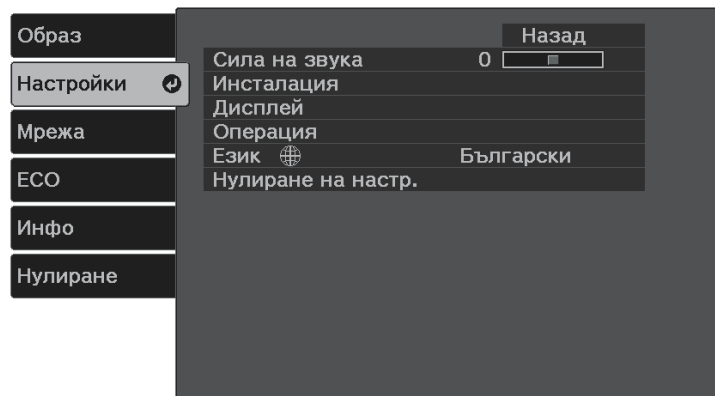 Образ
Настройки
Мрежа
ECO
Инфо
Нулиране
Назад
Сила на звука 0
Инсталация
Дисплей
Операция
Език Български
Нулиране на настр.